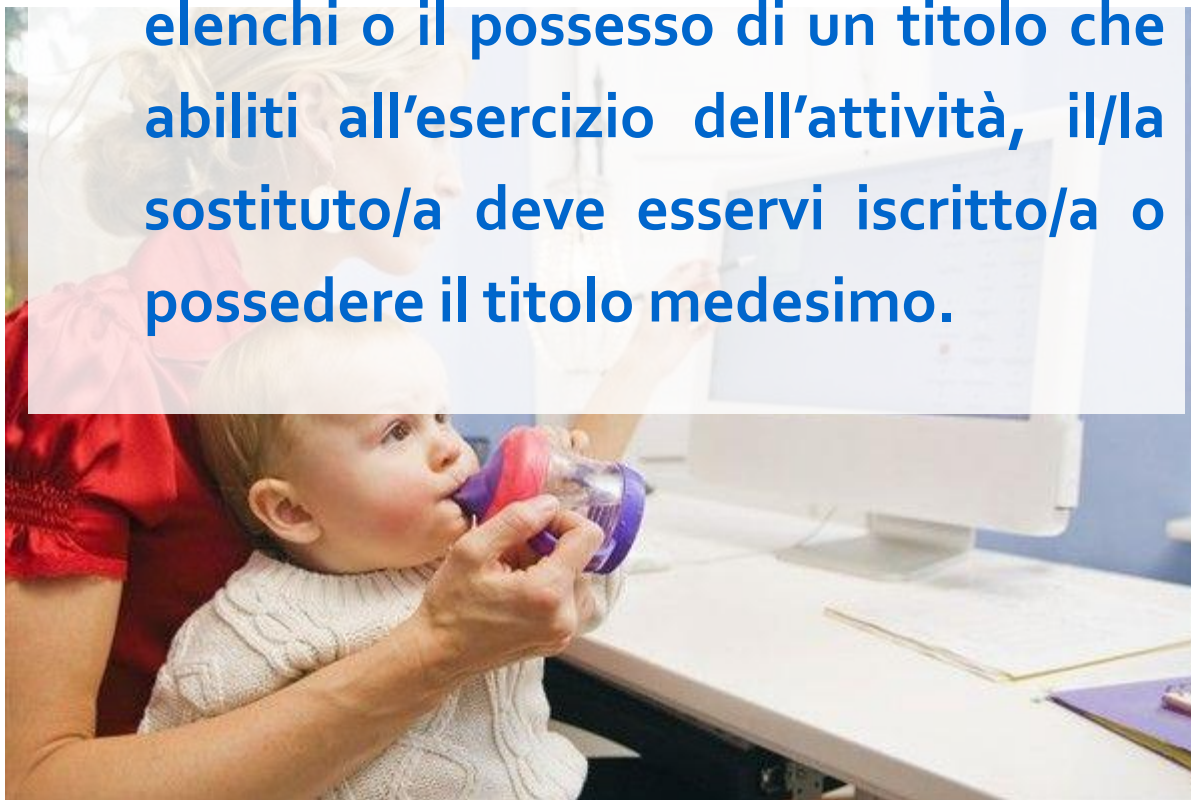 elenchi o il possesso di un titolo che
abiliti all’esercizio dell’attività, il/la
sostituto/a deve esservi iscritto/a o
possedere il titolo medesimo.